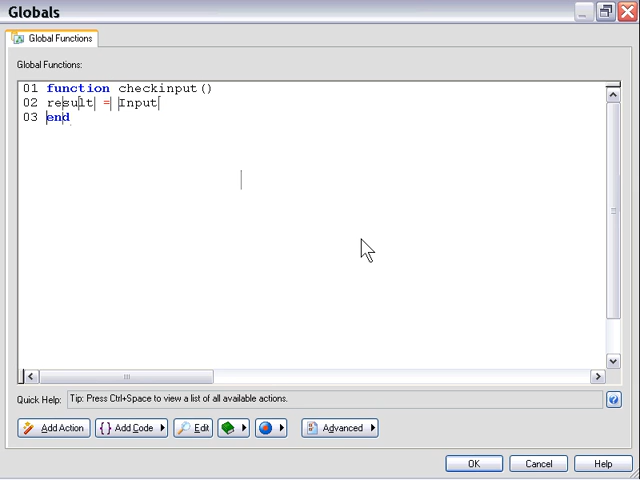 Globals
Global Functions
Global Functions:
01 function checkinput()
02 result = Input
03 end
Quick Help: Tip: Press Ctrl+Space to view a list of all available actions.
Add Action Add Code Edit Advanced
OK Cancel Help